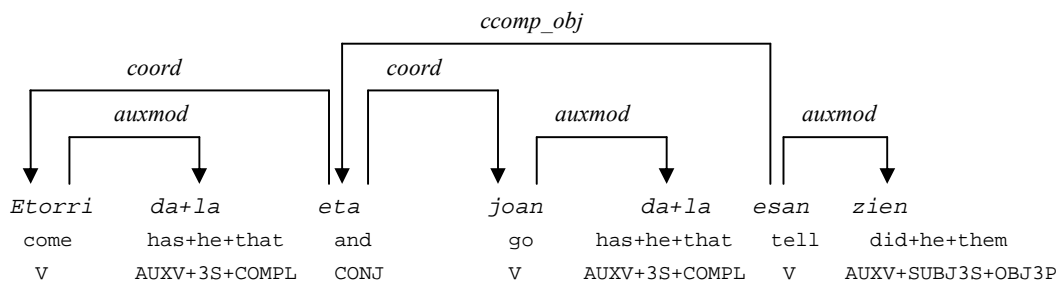 ccomp_obj
coord coord
auxmod auxmod auxmod
Etorri da+la eta joan da+la esan zien
come has+he+that and go has+he+that tell did+he+them
V AUXV+3S+COMPL CONJ V AUXV+3S+COMPL V AUXV+SUBJ3S+OBJ3P